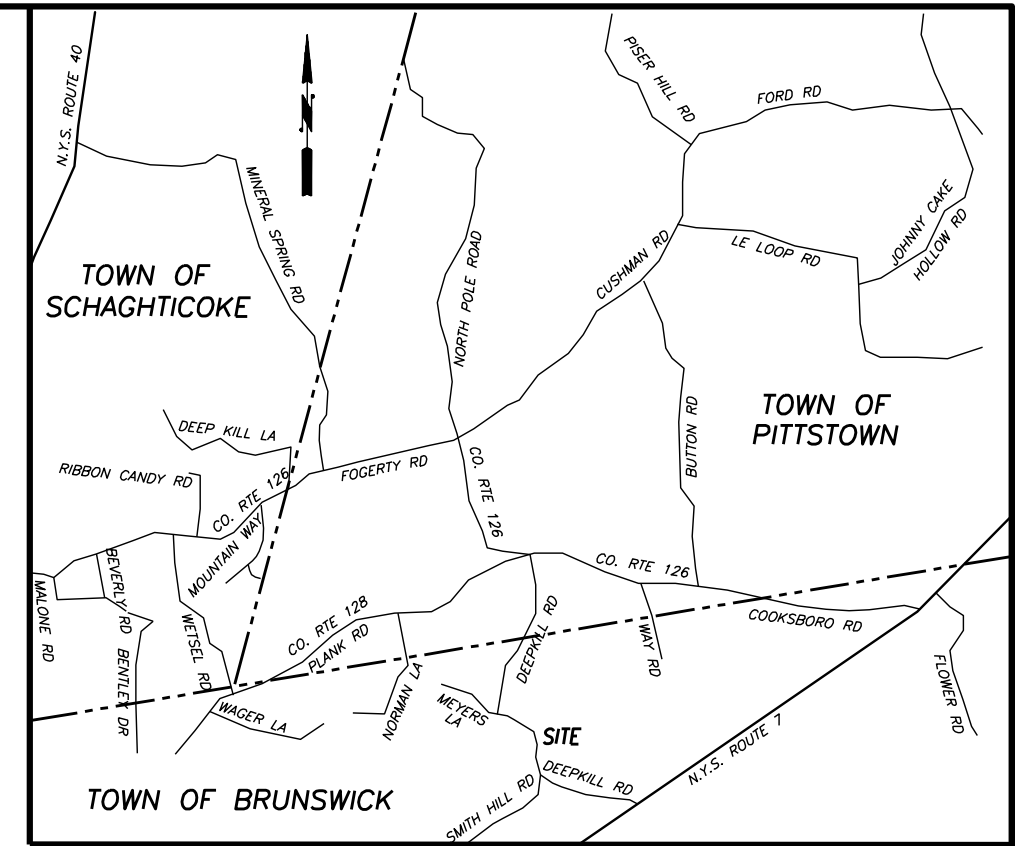 N.Y.S. ROUTE 40
PISER HILL RD
FORD RD
N
MINERAL SPRING RD
NORTH POLE ROAD
CUSHMAN RD
LE LOOP RD
JOHNNY CAKE
HOLLOW RD
TOWN OF
SCHAGHTICOKE
TOWN OF
PITTSTOWN
DEEP KILL LA
RIBBON CANDY RD
CO. RTE 126
FOGERTY RD
CO. RTE 126
BUTTON RD
MOUNTAIN WAY
CO. RTE 126
MALONE RD
BEVERLY RD
BENTLEY DR
WETSEL RD
CO. RTE 128
PLANK RD
DEEPKILL RD
WAY RD
COOKSBORO RD
FLOWER RD
WAGER LA
NORMAN LA
MEYERS
LA
SITE
N.Y.S. ROUTE 7
DEEPKILL RD
SMITH HILL RD
TOWN OF BRUNSWICK